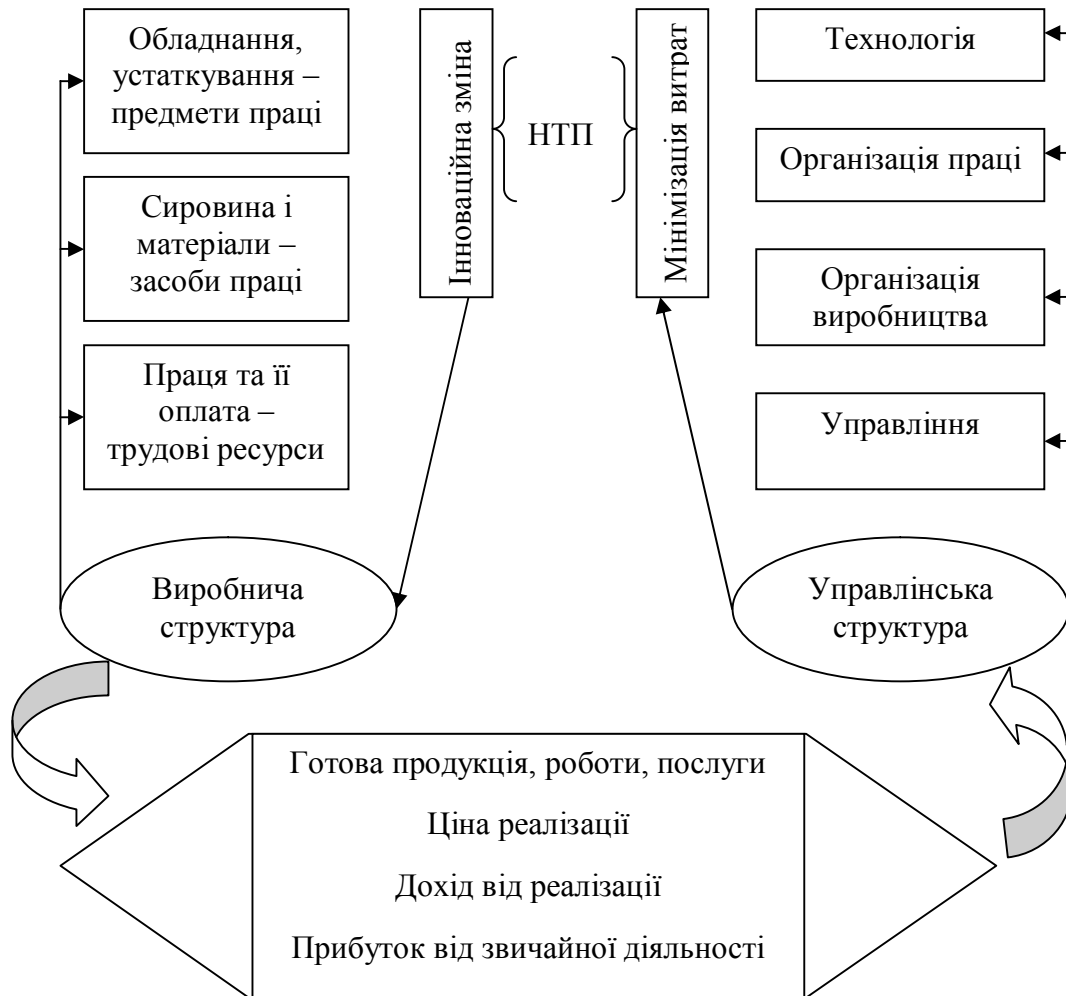 Обладнання,
устаткування –
предмети праці
Сировина і
матеріали –
засоби праці
Праця та її
оплата –
трудові ресурси
Інноваційна зміна
НТП
Мінімізація витрат
Технологія
Організація праці
Організація
виробництва
Управління
Виробнича
структура
Управлінська
структура
Готова продукція, роботи, послуги
Ціна реалізації
Дохід від реалізації
Прибуток від звичайної діяльності